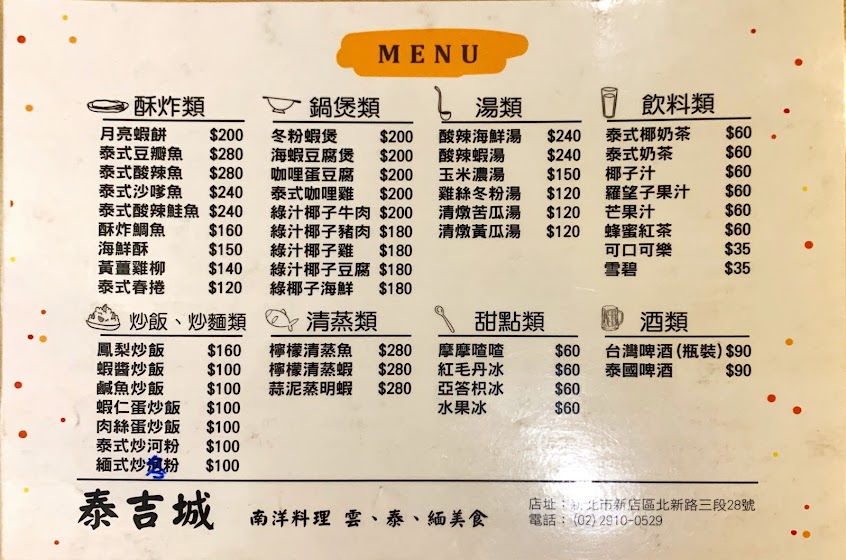 MENU
酥炸類
月亮蝦餅 $200
泰式豆瓣魚 $280
泰式酸辣魚 $280
泰式沙嗲魚 $240
泰式酸辣鮭魚 $240
酥炸鯛魚 $160
海鮮酥 $150
黃薑雞柳 $140
泰式春捲 $120
鍋煲類
冬粉蝦煲 $200
海蝦豆腐煲 $200
咖哩蛋豆腐 $200
泰式咖哩雞 $200
綠汁椰子牛肉 $200
綠汁椰子豬肉 $180
綠汁椰子雞 $180
綠汁椰子豆腐 $180
綠椰子海鮮 $180
湯類
酸辣海鮮湯 $240
酸辣蝦湯 $240
玉米濃湯 $150
雞絲冬粉湯 $120
清燉苦瓜湯 $120
清燉黃瓜湯 $120
飲料類
泰式椰奶茶 $60
泰式奶茶 $60
椰子汁 $60
羅望子果汁 $60
芒果汁 $60
蜂蜜紅茶 $60
可口可樂 $35
雪碧 $35
炒飯、炒麵類
鳳梨炒飯 $160
蝦醬炒飯 $100
鹹魚炒飯 $100
蝦仁蛋炒飯 $100
肉絲蛋炒飯 $100
泰式炒河粉 $100
緬式炒粉 $100
清蒸類
檸檬清蒸魚 $280
檸檬清蒸蝦 $280
蒜泥蒸明蝦 $280
甜點類
摩摩喳喳 $60
紅毛丹冰 $60
亞答枳冰 $60
水果冰 $60
酒類
台灣啤酒(瓶裝) $90
泰國啤酒 $90
泰吉城
南洋料理 雲、泰、緬美食
店址：新北市新店區北新路三段28號
電話：(02)2910-0529